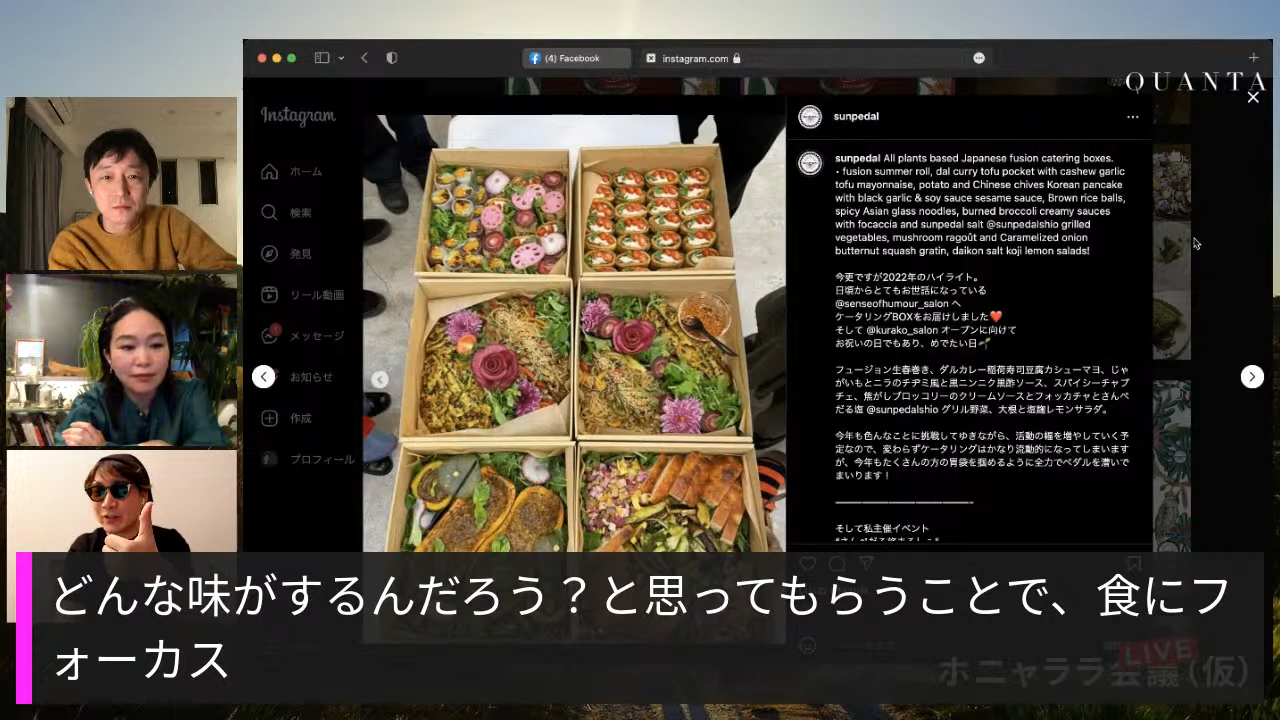 (4) Facebook
instagram.com
QUANTA
Instagram
ホーム
検索
発見
リール動画
メッセージ
お知らせ
作成
プロフィール
sunpedal
sunpedal All plants based Japanese fusion catering boxes.
・fusion summer roll, dal curry tofu pocket with cashew garlic
tofu mayonnaise, potato and Chinese chives Korean pancake
with black garlic & soy sauce sesame sauce, Brown rice balls,
spicy Asian glass noodles, burned broccoli creamy sauces
with focaccia and sunpedal salt @sunpedalshio grilled
vegetables, mushroom ragoût and Caramelized onion
butternut squash gratin, daikon salt koji lemon salads!
今更ですが2022年のハイライト。
日頃からとてもお世話になっている
@senseofhumour_salon へ
ケータリングBOXをお届けしました❤️
そして @kurako_salon オープンに向けて
お祝いの日でもあり、めでたい日🌱
フュージョン生春巻き、ダルカレー稲荷寿司豆腐カシューマヨ、じゃ
がいもとニラのチヂミ風と黒ニンニク黒酢ソース、スパイシーチャプ
チェ、焦がしブロッコリーのクリームソースとフォッカチャとさんぺ
だる塩 @sunpedalshio グリル野菜、大根と塩麹レモンサラダ。
今年も色んなことに挑戦してゆきながら、活動の幅を増やしていく予
定なので、変わらずケータリングはかなり流動的になってしまいます
が、今年もたくさんの方の胃袋を掴めるように全力でペダルを漕いで
まいります！
そして私主催イベント
どんな味がするんだろう？と思ってもらうことで、食にフ
ォーカス
LIVE
ホニャララ会議(仮)